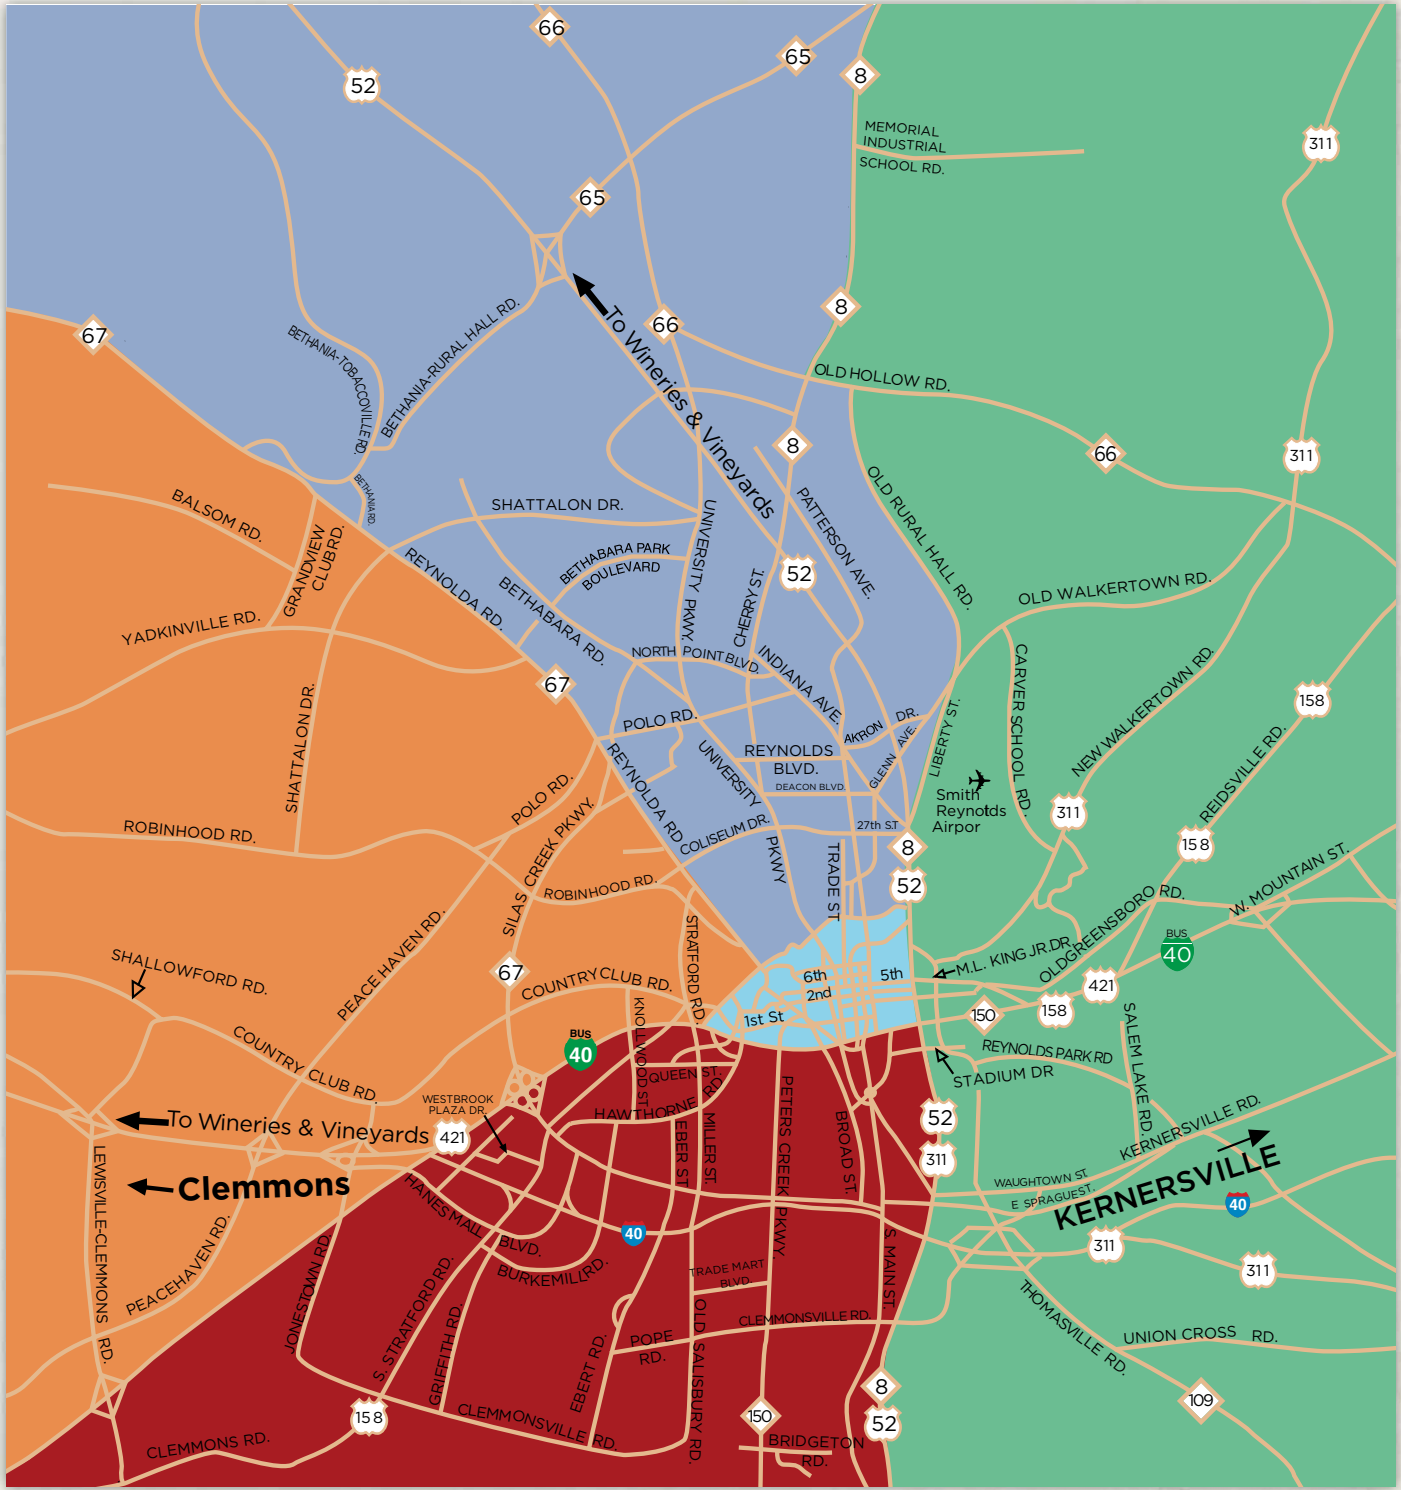 66
65
52
8
MEMORIAL
INDUSTRIAL
SCHOOL RD.
311
65
8
66
67
To Wineries & Vineyards
BETHANIA-TOBACCOVILLE RD.
BETHANIA-RURAL HALL RD.
OLD HOLLOW RD.
8
66
311
BETHANIA RD.
BALSOM RD.
GRANDVIEW
CLUB RD.
SHATTALON DR.
UNIVERSITY PKWY.
PATTERSON AVE.
OLD RURAL HALL RD.
BETHABARA PARK
BOULEVARD
52
REYNOLDA RD.
BETHABARA RD.
CHERRY ST.
OLD WALKERTOWN RD.
YADKINVILLE RD.
NORTH POINT BLVD.
INDIANA AVE.
67
SHATTALON DR.
POLO RD.
AKRON DR.
GLENN AVE.
LIBERTY ST.
CARVER SCHOOL RD.
NEW WALKERTOWN RD.
158
REYNOLDA RD
UNIVERSITY
PKWY
REYNOLDS
BLVD.
DEACON BLVD.
Smith
Reynolds
Airpor
311
REIDSVILLE RD.
158
POLO RD.
SILAS CREEK PKWY.
COLISEUM DR.
27th S.T
8
52
ROBINHOOD RD.
TRADE ST
ROBINHOOD RD.
W. MOUNTAIN ST.
STRATFORD RD.
PEACE HAVEN RD.
SHALLOWFORD RD.
67
COUNTRY CLUB RD.
6th
5th
2nd
1st St
M.L. KING JR.DR
OLDGREENSBORO RD.
BUS
40
421
150
158
KNOLLWOOD ST
COUNTRY CLUB RD.
BUS
40
QUEEN ST.
REYNOLDS PARK RD
STADIUM DR
SALEM LAKE RD.
WESTBROOK
PLAZA DR.
HAWTHORNE RD.
To Wineries & Vineyards
421
EBER ST
MILLER ST.
PETERS CREEK PKWY.
BROAD ST.
52
311
KERNERSVILLE RD.
KERNERSVILLE
WAUGHTOWN ST
E SPRAGUE ST.
Clemmons
LEWISVILLE-CLEMMONS RD.
HANES MALL BLVD.
40
40
PEACEHAVEN RD.
JONESTOWN RD.
S. STRATFORD RD.
BURKEMILL RD.
GRIFFITH RD.
TRADE MART
BLVD.
S. MAIN ST.
311
311
CLEMMONSVILLE RD.
THOMASVILLE RD.
UNION CROSS RD.
EBERT RD.
POPE
RD.
OLD SALISBURY RD.
8
52
109
158
CLEMMONSVILLE RD.
150
BRIDGETON
RD.
CLEMMONS RD.